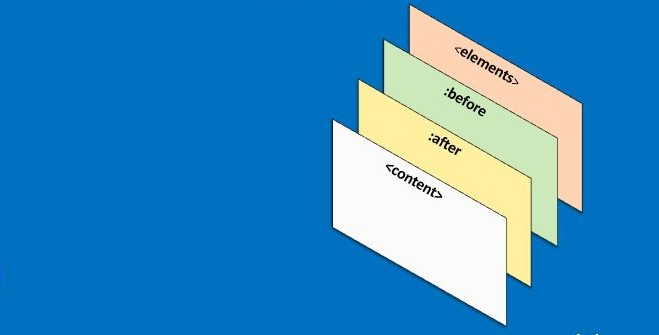 <elements>
:before
:after
<content>